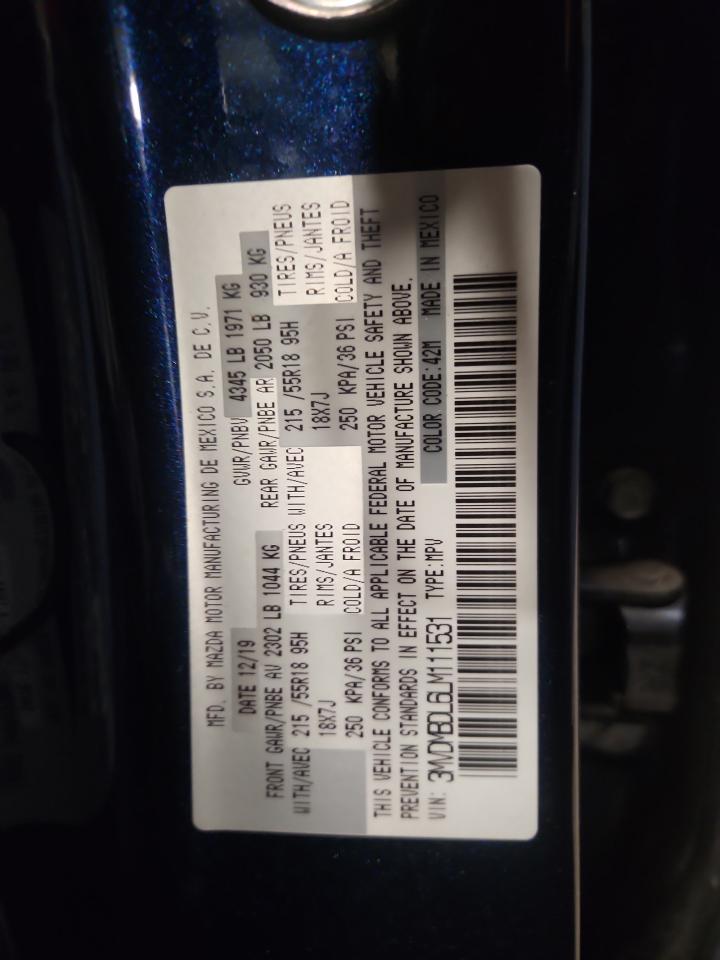 MFD. BY MAZDA MOTOR MANUFACTURING DE MEXICO S.A. DE C.V.
DATE 12/19 GVWR/PNBV 4345 LB 1971 KG
FRONT GAWR/PNBE AV 2302 LB 1044 KG REAR GAWR/PNBE AR 2050 LB 930 KG
WITH/AVEC 215 /55R18 95H TIRES/PNEUS WITH/AVEC 215 /55R18 95H TIRES/PNEUS
18X7J RIMS/JANTES 18X7J RIMS/JANTES
250 KPA/36 PSI COLD/A FROID 250 KPA/36 PSI COLD/A FROID
THIS VEHICLE CONFORMS TO ALL APPLICABLE FEDERAL MOTOR VEHICLE SAFETY AND THEFT
PREVENTION STANDARDS IN EFFECT ON THE DATE OF MANUFACTURE SHOWN ABOVE.
VIN: 3MVDMBDL6LM111531 TYPE:MPV COLOR CODE:42M MADE IN MEXICO